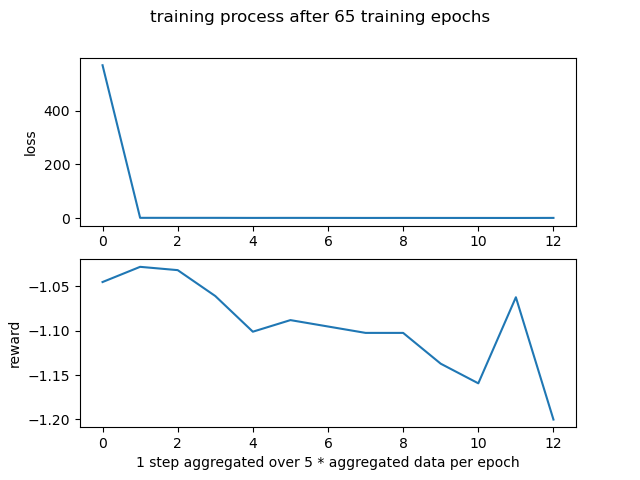 training process after 65 training epochs
400
200
0
loss
0 2 4 6 8 10 12
−1.05
−1.10
−1.15
−1.20
reward
0 2 4 6 8 10 12
1 step aggregated over 5 * aggregated data per epoch